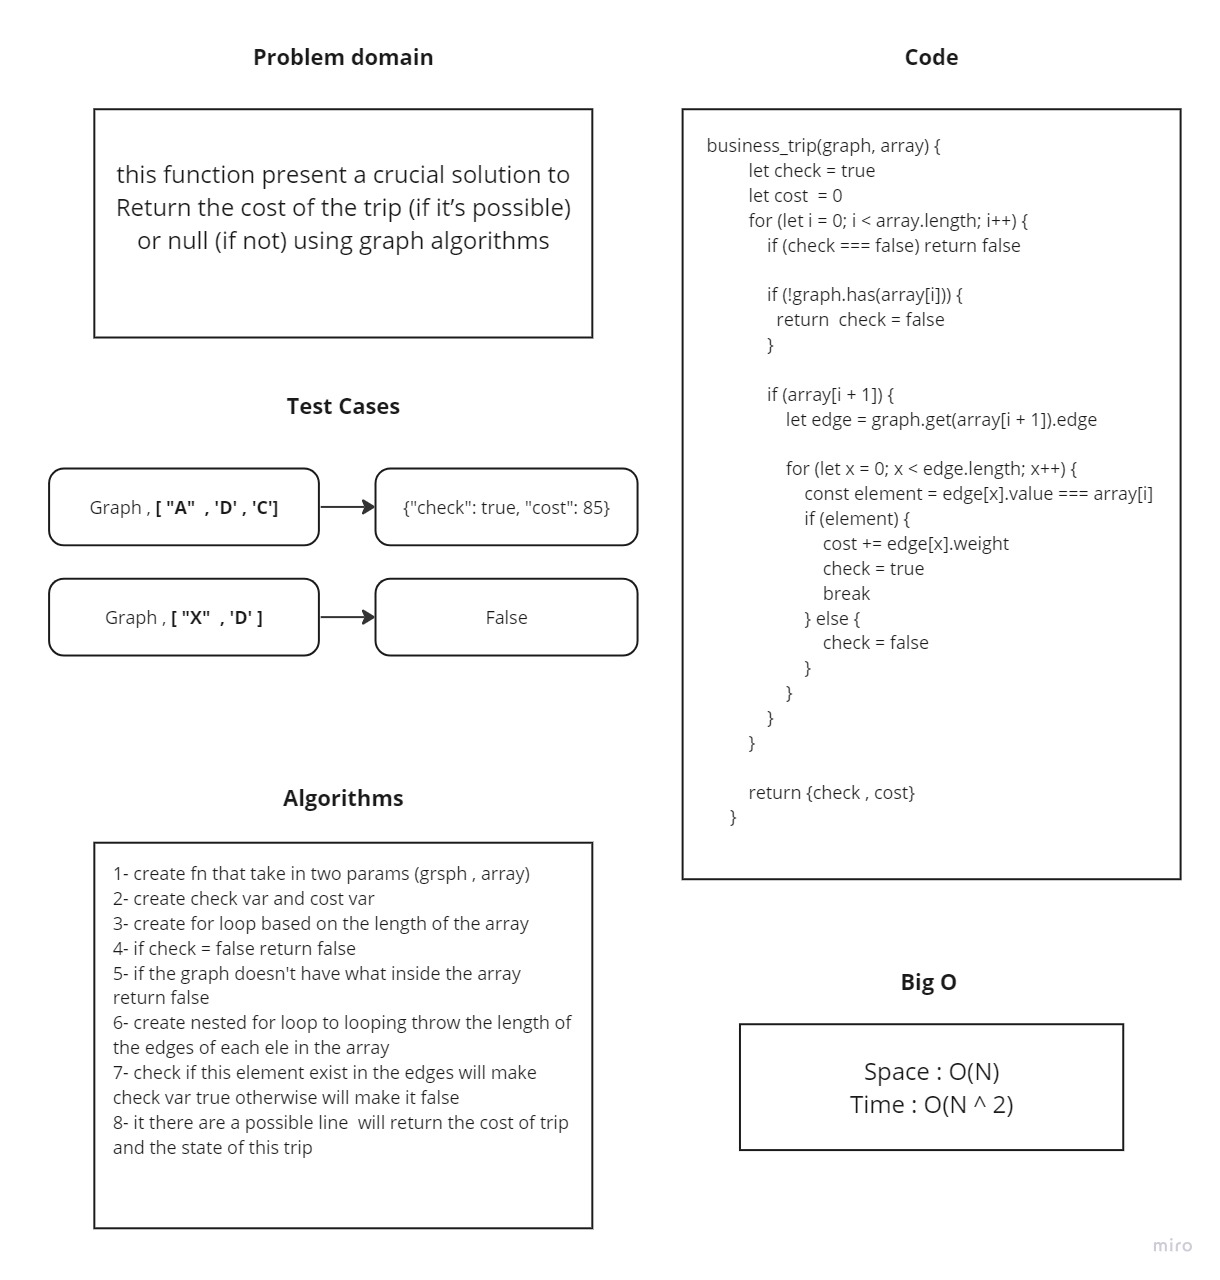 Problem domain
this function present a crucial solution to
Return the cost of the trip (if it’s possible)
or null (if not) using graph algorithms
Test Cases
Graph , [ "A"  , 'D' , 'C']
{"check": true, "cost": 85}
Graph , [ "X"  , 'D' ]
False
Algorithms
1- create fn that take in two params (grsph , array)
2- create check var and cost var
3- create for loop based on the length of the array
4- if check = false return false
5- if the graph doesn't have what inside the array
return false
6- create nested for loop to looping throw the length of
the edges of each ele in the array
7- check if this element exist in the edges will make
check var true otherwise will make it false
8- it there are a possible line  will return the cost of trip
and the state of this trip
Code
business_trip(graph, array) {
let check = true
let cost  = 0
for (let i = 0; i < array.length; i++) {
if (check === false) return false
if (!graph.has(array[i])) {
return  check = false
}
if (array[i + 1]) {
let edge = graph.get(array[i + 1]).edge
for (let x = 0; x < edge.length; x++) {
const element = edge[x].value === array[i]
if (element) {
cost += edge[x].weight
check = true
break
} else {
check = false
}
}
}
}
return {check , cost}
}
Big O
Space : O(N)
Time : O(N ^ 2)
miro